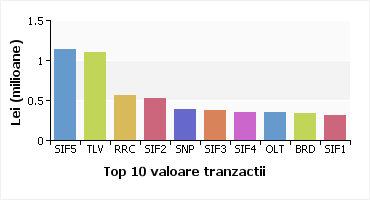 Lei (milioane)
1.5
1
0.5
0
SIF5 TLV RRC SIF2 SNP SIF3 SIF4 OLT BRD SIF1
Top 10 valoare tranzactii